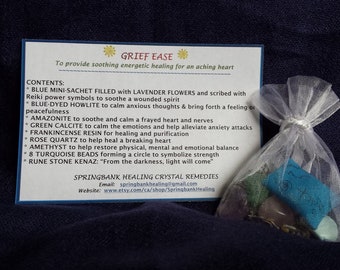 GRIEF EASE
To provide soothing energetic healing for an aching heart
CONTENTS:
* BLUE MINI-SACHET FILLED with LAVENDER FLOWERS and scribed with
Reiki power symbols to soothe a wounded spirit
* BLUE-DYED HOWLITE to calm anxious thoughts & bring forth a feeling of
peacefulness
* AMAZONITE to soothe and calm a frayed heart and nerves
* GREEN CALCITE to calm the emotions and help alleviate anxiety attacks
* FRANKINCENSE RESIN for healing and purification
* ROSE QUARTZ to help heal a breaking heart
* AMETHYST to help restore physical, mental and emotional balance
* 8 TURQUOISE BEADS forming a circle to symbolize strength
* RUNE STONE KENAZ: "From the darkness, light will come"
SPRINGBANK HEALING CRYSTAL REMEDIES
Email: springbankhealing@gmail.com
Website: www.etsy.com/ca/shop/SpringbankHealing